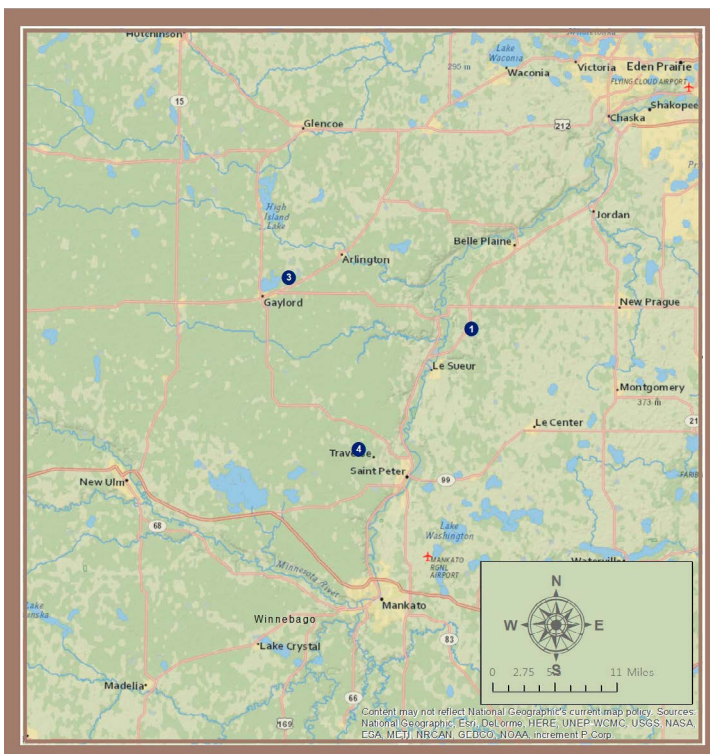 Hutchinson
Lake
Waconia
295 m
Waconia
Victoria
Eden Prairie
FLYING CLOUD AIRPORT
Shakopee
Chaska
15
Glencoe
212
High
Island
Lake
Jordan
Belle Plaine
Arlington
3
Gaylord
New Prague
1
Le Sueur
Montgomery
373 m
Le Center
21
4
Saint Peter
99
New Ulm
68
Lake
Washington
MANKATO
RGNL
AIRPORT
Minnesota River
Mankato
Winnebago
Lake Crystal
83
Madelia
66
169
N
W
E
S
0 2.75 11 Miles
Content may not reflect National Geographic's current map policy. Sources:
National Geographic, Esri, DeLorme, HERE, UNEP-WCMC, USGS, NASA,
ESA, METI, NRCAN, GEBCO, NOAA, increment P Corp.